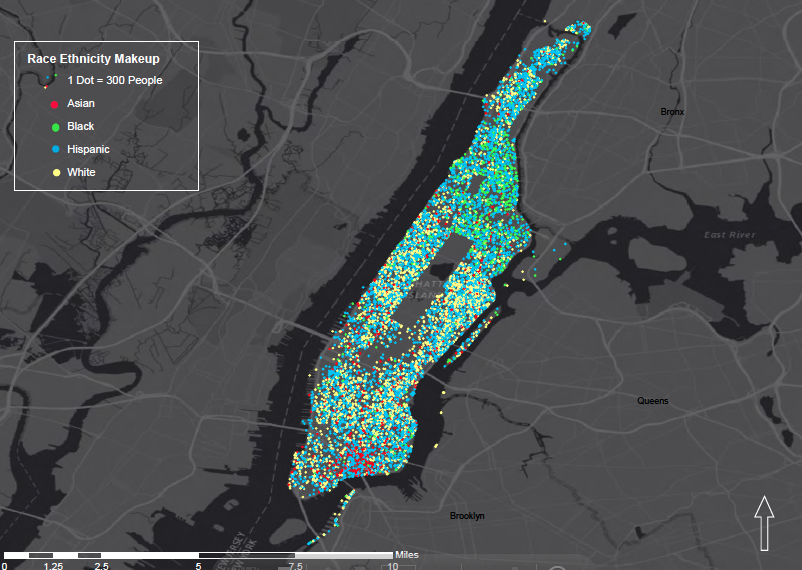 Race Ethnicity Makeup
1 Dot = 300 People
Asian
Black
Hispanic
White
Bronx
East River
Queens
Brooklyn
Miles
0 1.25 2.5 5 7.5 10